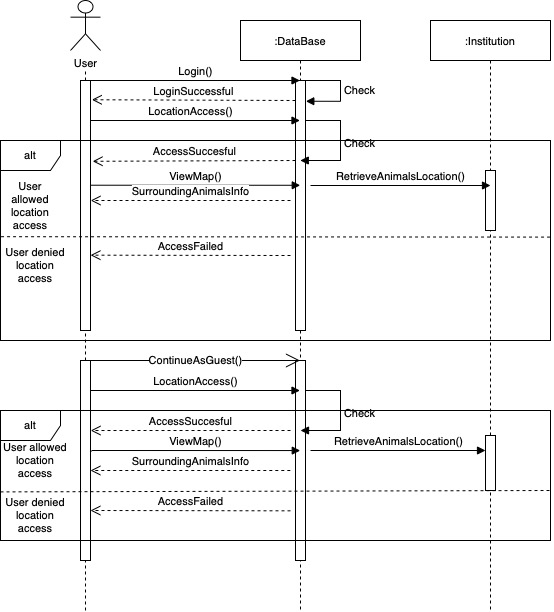 :DataBase
:Institution
User
Login()
LoginSuccessful
Check
LocationAccess()
Check
alt
AccessSuccesful
User
allowed
location
access
ViewMap()
RetrieveAnimalsLocation()
SurroundingAnimalsInfo
User denied
location
access
AccessFailed
ContinueAsGuest()
LocationAccess()
Check
alt
AccessSuccesful
User allowed
location
access
ViewMap()
RetrieveAnimalsLocation()
SurroundingAnimalsInfo
User denied
location
access
AccessFailed